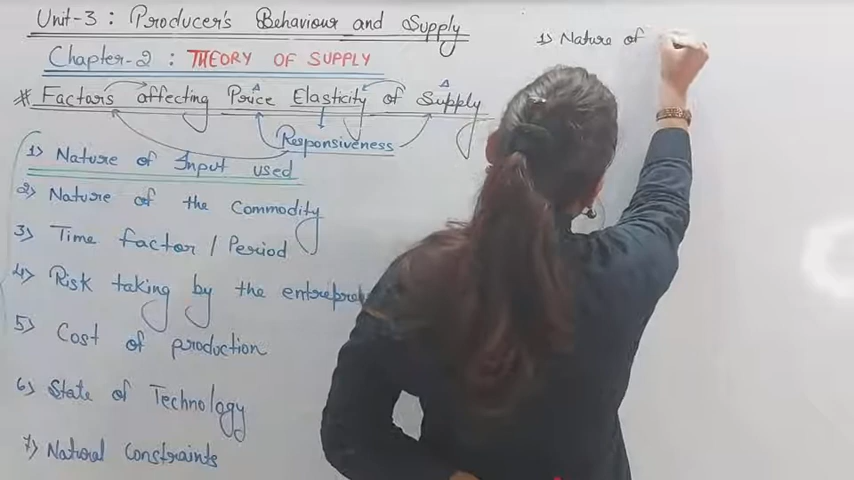 Unit-3 : Producer's Behaviour and Supply
Chapter-2 : THEORY OF SUPPLY
# Factors affecting Price Elasticity of Supply
Responsiveness
1) Nature of Input used
2) Nature of the Commodity
3) Time factor / Period
4) Risk taking by the
5) Cost of production
6) State of Technology
7) Natural Constraints
1) Nature of